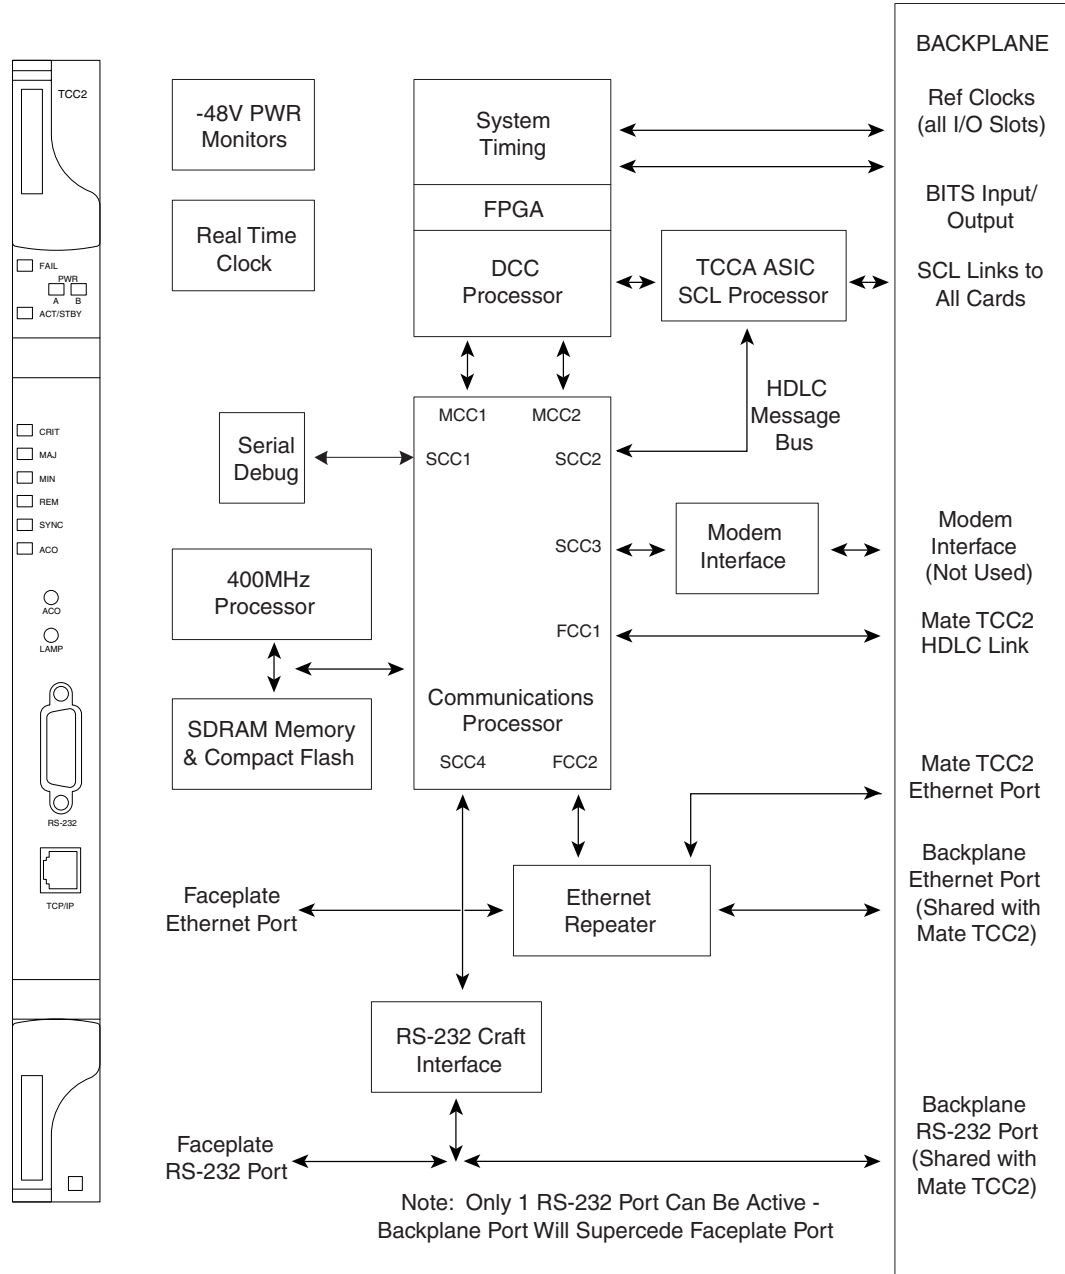 TCC2
FAIL
PWR
A B
ACT/STBY
CRIT
MAJ
MIN
REM
SYNC
ACO
ACO
LAMP
RS-232
TCP/IP
-48V PWR
Monitors
Real Time
Clock
System
Timing
FPGA
DCC
Processor
TCCA ASIC
SCL Processor
HDLC
Message
Bus
MCC1
MCC2
SCC1
SCC2
SCC3
FCC1
Communications
Processor
SCC4
FCC2
Serial
Debug
400MHz
Processor
SDRAM Memory
& Compact Flash
Modem
Interface
Faceplate
Ethernet Port
Ethernet
Repeater
RS-232 Craft
Interface
Faceplate
RS-232 Port
Note: Only 1 RS-232 Port Can Be Active -
Backplane Port Will Supercede Faceplate Port
BACKPLANE
Ref Clocks
(all I/O Slots)
BITS Input/
Output
SCL Links to
All Cards
Modem
Interface
(Not Used)
Mate TCC2
HDLC Link
Mate TCC2
Ethernet Port
Backplane
Ethernet Port
(Shared with
Mate TCC2)
Backplane
RS-232 Port
(Shared with
Mate TCC2)